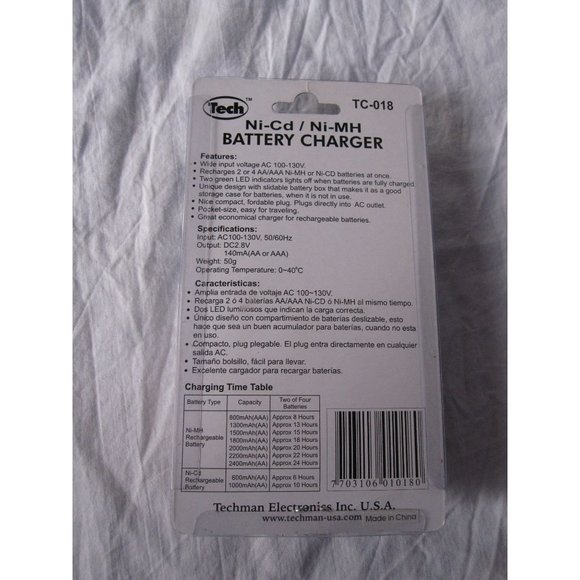 Tech™
TC-018
Ni-Cd / Ni-MH
BATTERY CHARGER
Features:
• Wide input voltage AC 100-130V.
• Recharges 2 or 4 AA/AAA Ni-MH or Ni-CD batteries at once.
• Two green LED indicators lights off when batteries are fully charged
• Unique design with slidable battery box that makes it as a good
storage case for batteries, when it is not in use.
• Nice compact, fordable plug. Plugs directly into AC outlet.
• Pocket-size, easy for traveling.
• Great economical charger for rechargeable batteries.
Specifications:
Input: AC100-130V, 50/60Hz
Output: DC2.8V
140mA(AA or AAA)
Weight: 50g
Operating Temperature: 0~40°C
Características:
• Amplia entrada de voltaje AC 100~130V.
• Recarga 2 ó 4 baterías AA/AAA Ni-CD ó Ni-MH al mismo tiempo.
• Dos LED luminosos que indican la carga correcta.
• Único diseño con compartimiento de baterías deslizable, esto
hace que sea un buen acumulador para baterías, cuando no esta
en uso.
• Compacto, plug plegable. El plug entra directamente en cualquier
salida AC.
• Tamaño bolsillo, fácil para llevar.
• Excelente cargador para recargar baterías.
Charging Time Table
Battery Type Capacity Two of Four
Batteries
Ni-MH
Rechargeable
Battery
800mAh(AAA) Approx 8 Hours
1300mAh(AA) Approx 13 Hours
1500mAh(AA) Approx 15 Hours
1800mAh(AA) Approx 18 Hours
2000mAh(AA) Approx 20 Hours
2200mAh(AA) Approx 22 Hours
2400mAh(AA) Approx 24 Hours
Ni-Cd
Rechargeable
Bottery
600mAh(AA) Approx 6 Hours
1000mAh(AA) Approx 10 Hours
7 703106 010180
Techman Electronics Inc. U.S.A.
www.techman-usa.com Made in China